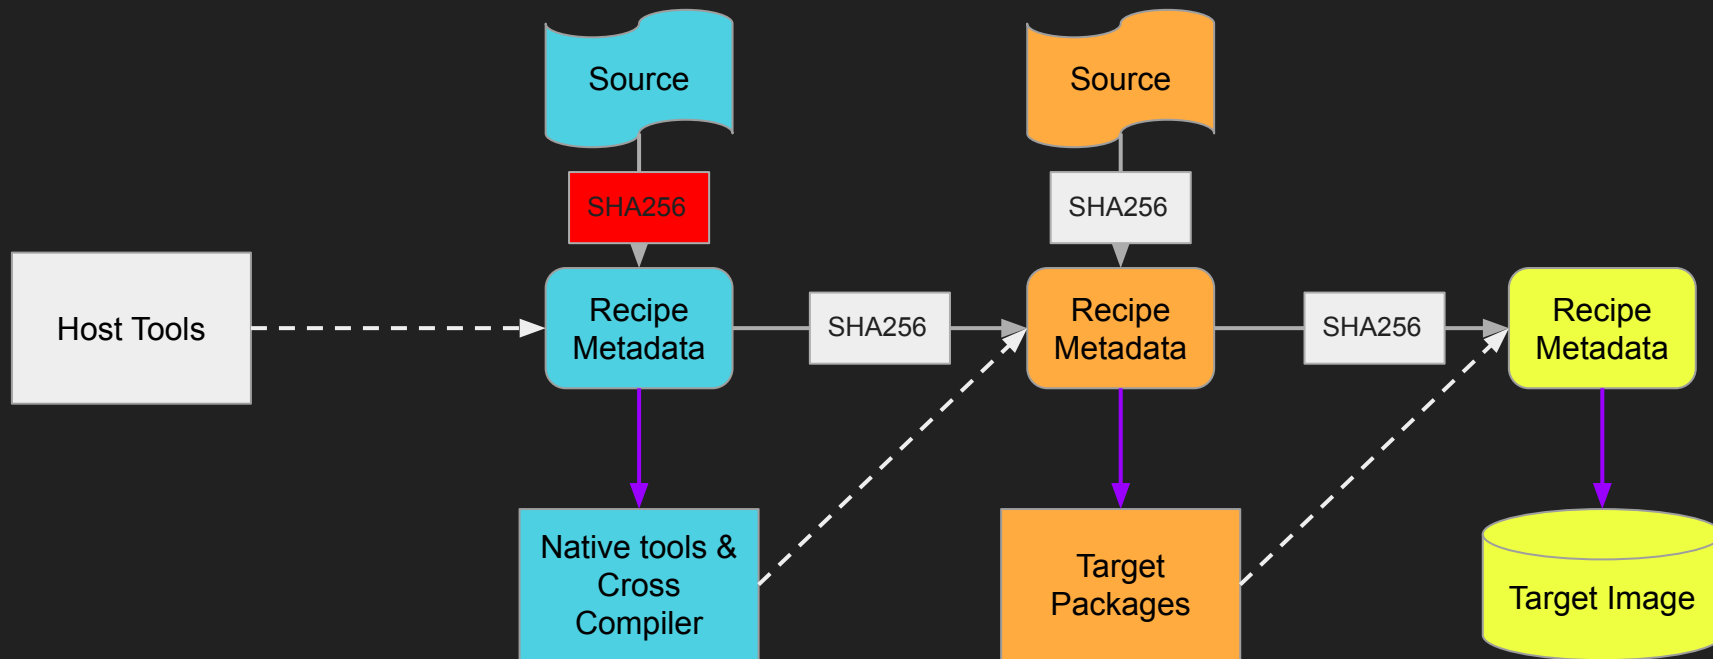 Source
Source
SHA256
SHA256
Host Tools
Recipe
Metadata
SHA256
Recipe
Metadata
SHA256
Recipe
Metadata
Native tools &
Cross
Compiler
Target
Packages
Target Image